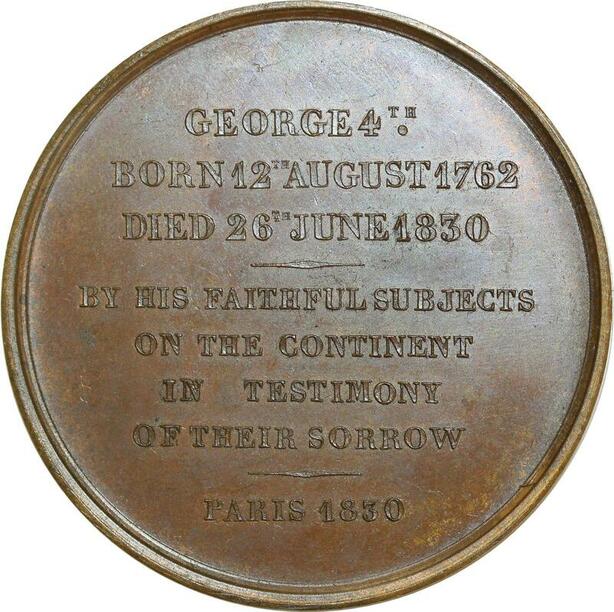 GEORGE 4TH.
BORN 12TH AUGUST 1762
DIED 26TH JUNE 1830
BY HIS FAITHFUL SUBJECTS
ON THE CONTINENT
IN TESTIMONY
OF THEIR SORROW
PARIS 1830